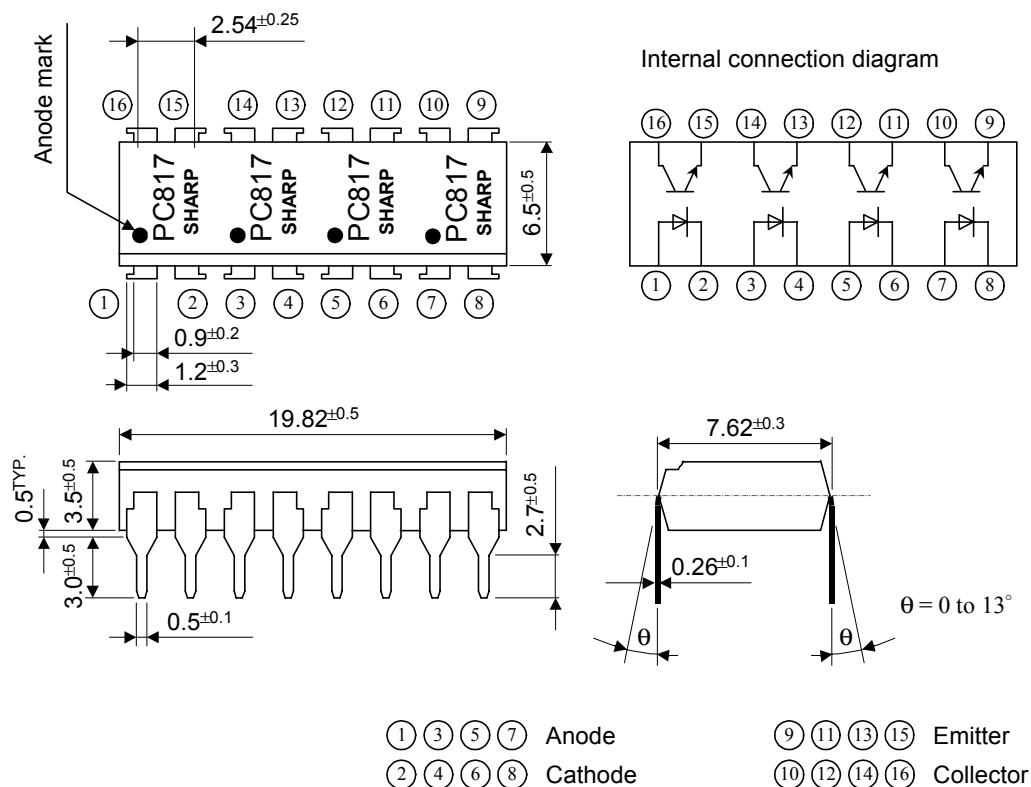 2.54±0.25
Anode mark
Internal connection diagram
16 15 14 13 12 11 10 9
PC817 SHARP PC817 SHARP PC817 SHARP PC817 SHARP
6.5±0.5
1 2 3 4 5 6 7 8
0.9±0.2
1.2±0.3
16 15 14 13 12 11 10 9
1 2 3 4 5 6 7 8
19.82±0.5
0.5TYP.
3.5±0.5
3.0±0.5
2.7±0.5
0.5±0.1
7.62±0.3
0.26±0.1
θ θ
θ = 0 to 13°
1 3 5 7 Anode
2 4 6 8 Cathode
9 11 13 15 Emitter
10 12 14 16 Collector